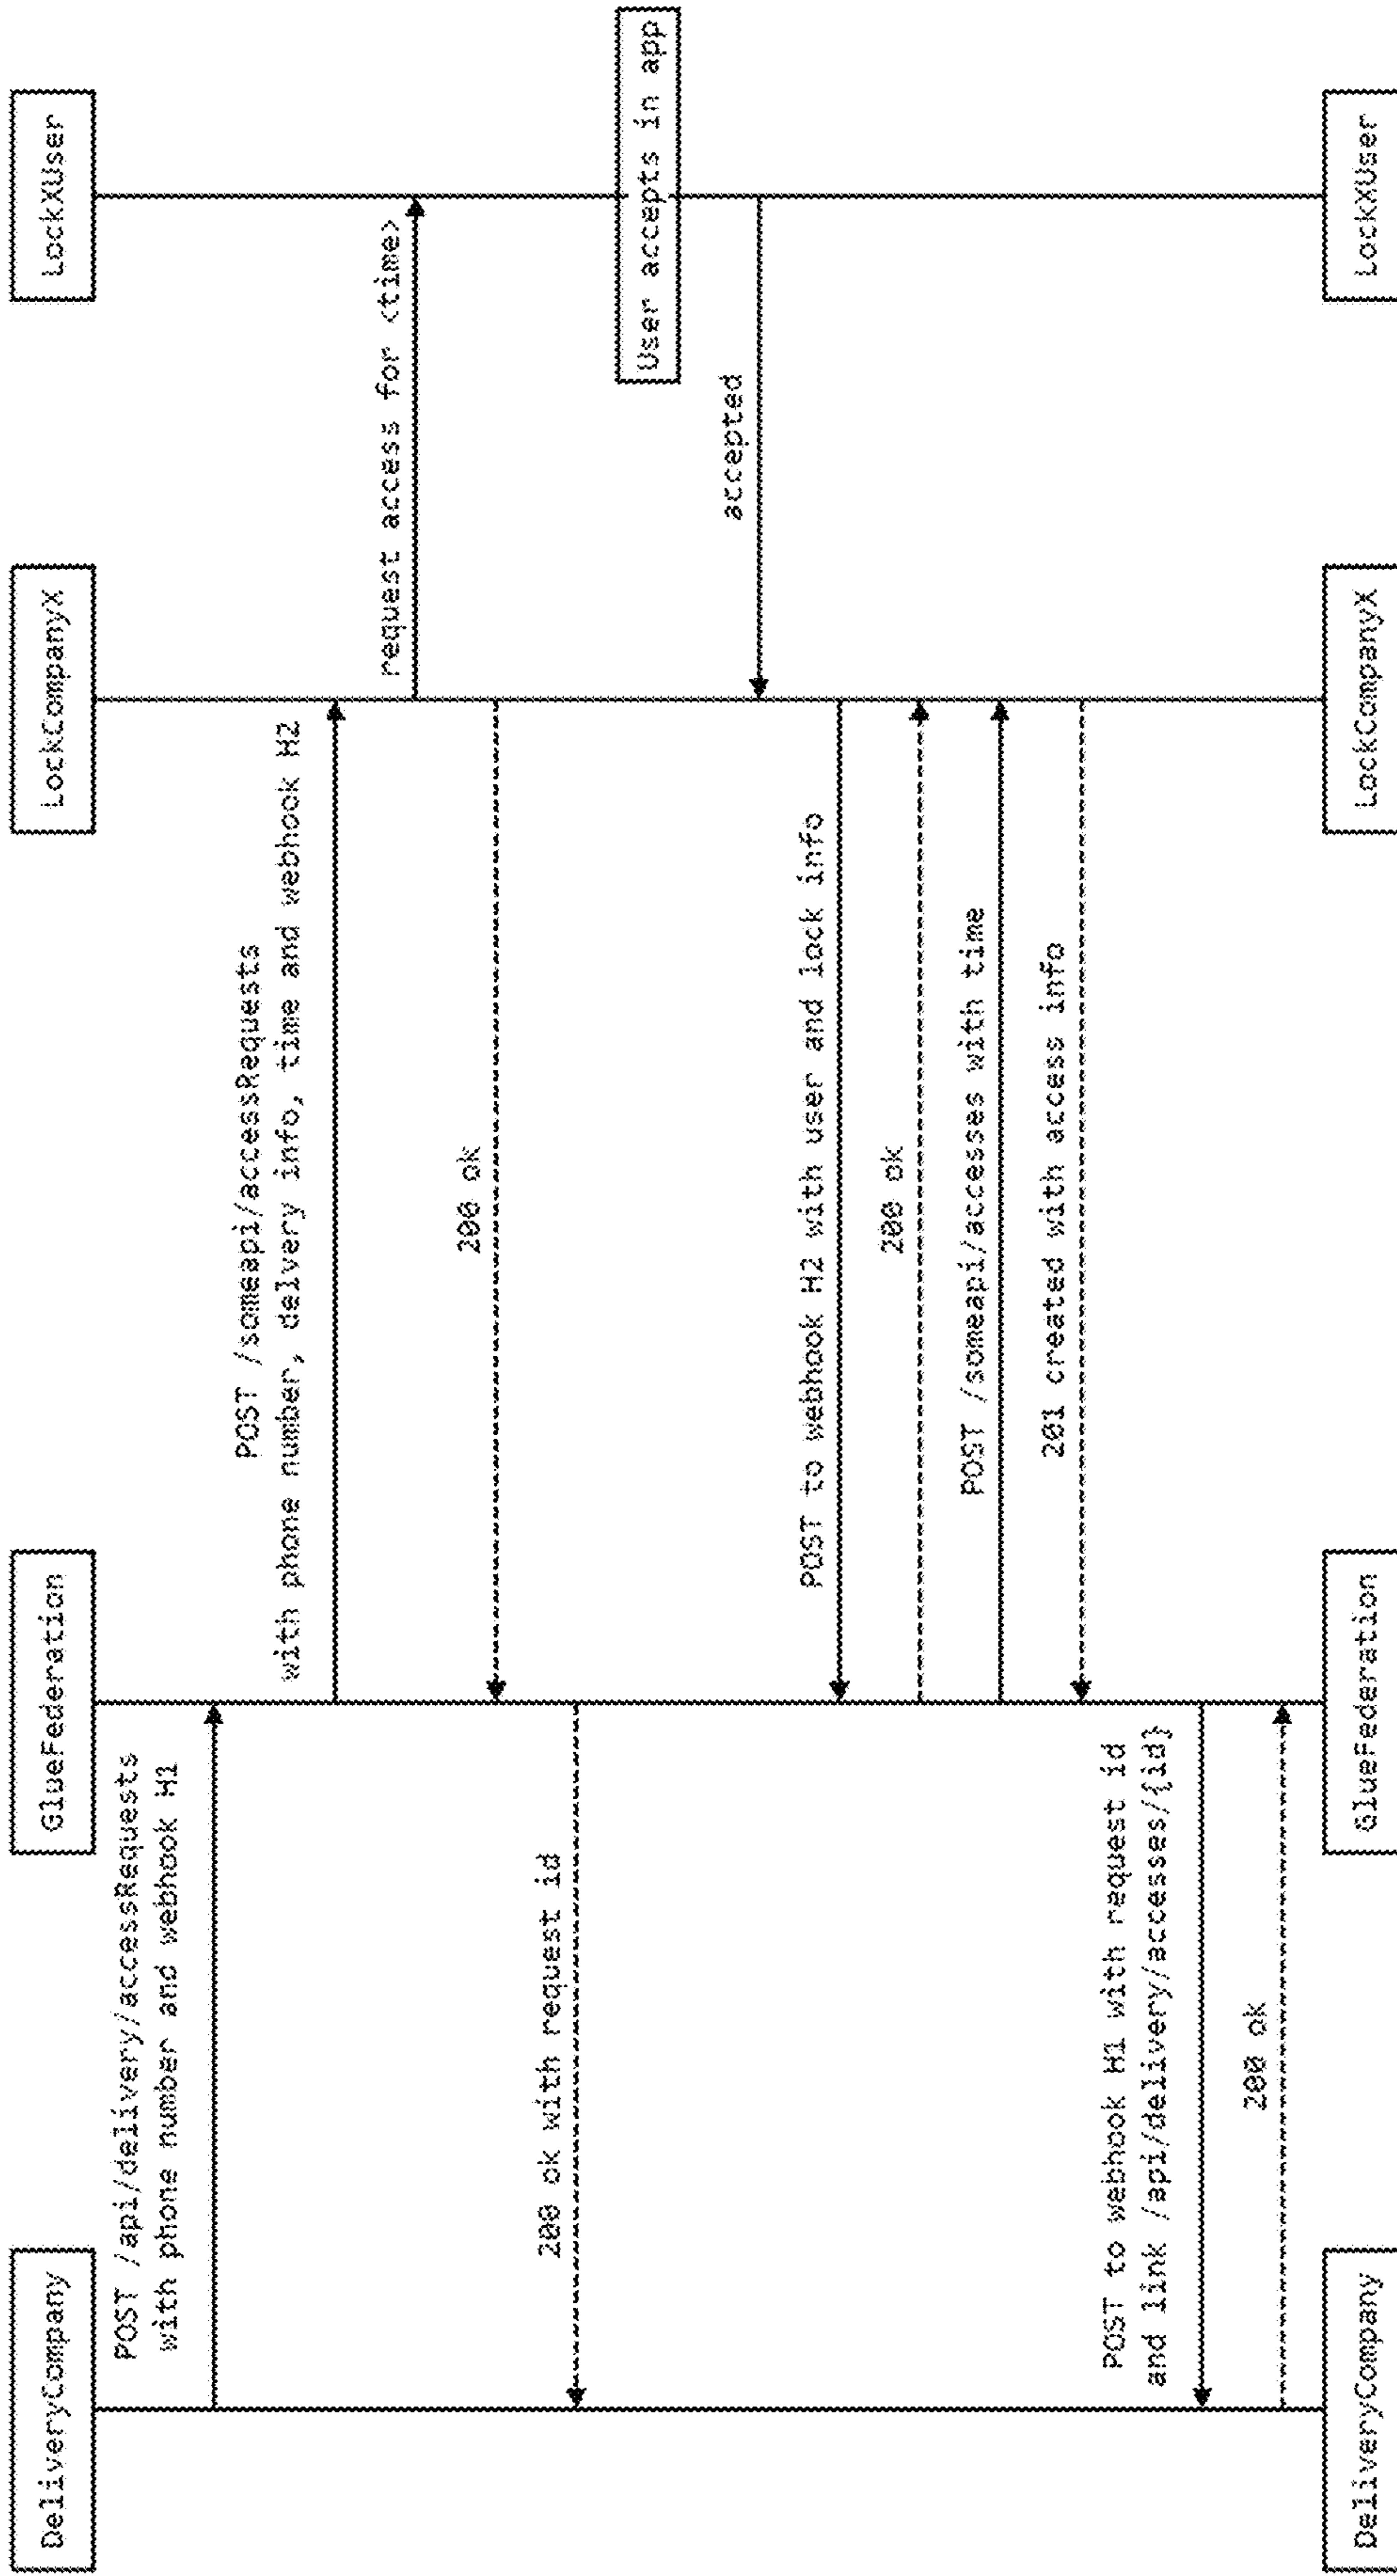 DeliveryCompany
GlueFederation
LockCompanyX
LockXUser
POST /api/delivery/accessRequests
with phone number and webhook H1
POST /someapi/accessRequests
with phone number, delvery info, time and webhook H2
request access for <time>
200 ok
200 ok with request id
User accepts in app
accepted
POST to webhook H2 with user and lock info
200 ok
POST /someapi/accesses with time
201 created with access info
POST to webhook H1 with request id
and link /api/delivery/accesses/{id}
200 ok
DeliveryCompany
GlueFederation
LockCompanyX
LockXUser